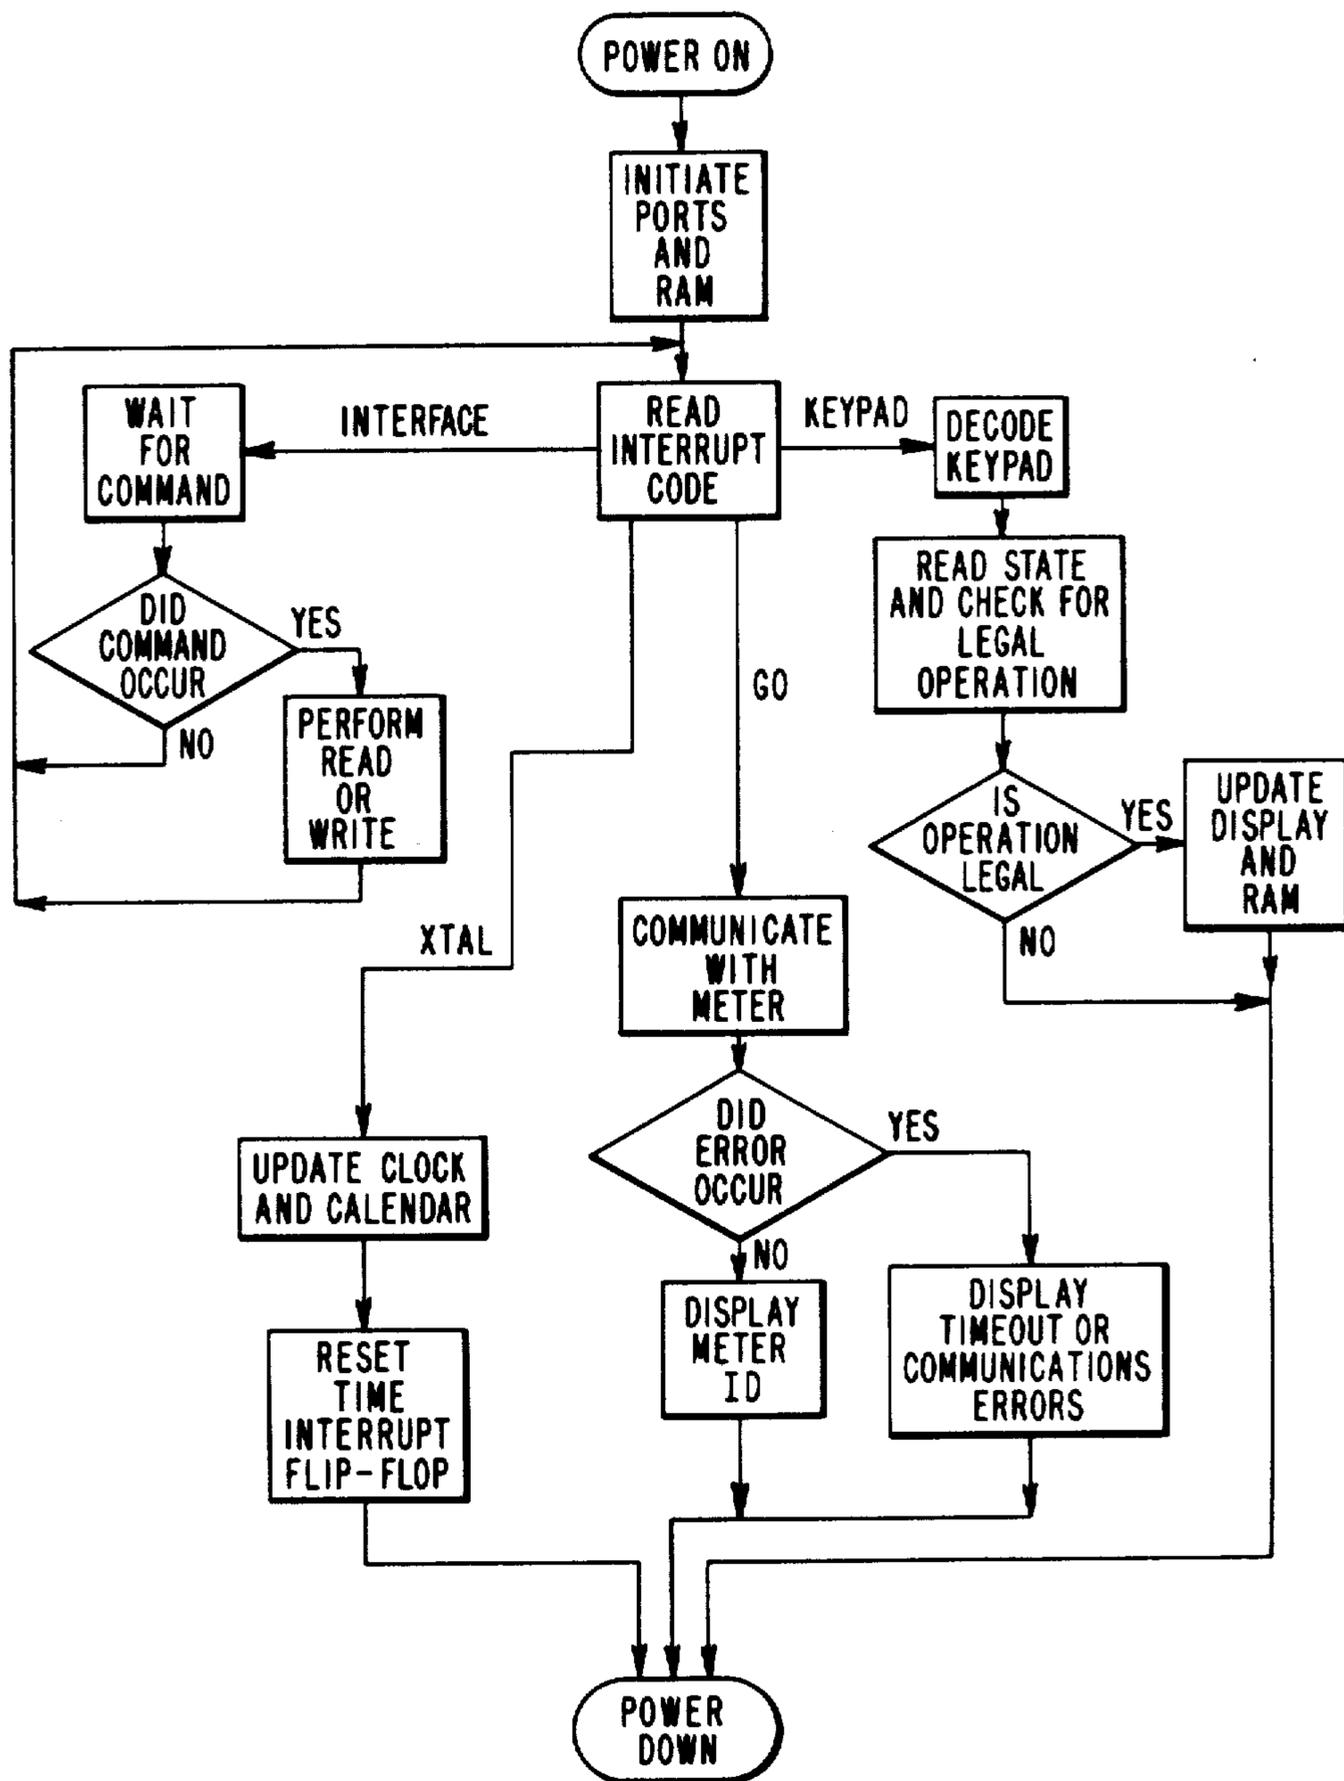 POWER ON
INITIATE
PORTS
AND
RAM
READ
INTERRUPT
CODE
INTERFACE
WAIT
FOR
COMMAND
DID
COMMAND
OCCUR
YES
NO
PERFORM
READ
OR
WRITE
KEYPAD
DECODE
KEYPAD
READ STATE
AND CHECK FOR
LEGAL
OPERATION
IS
OPERATION
LEGAL
YES
NO
UPDATE
DISPLAY
AND
RAM
GO
COMMUNICATE
WITH
METER
DID
ERROR
OCCUR
YES
NO
DISPLAY
METER
ID
DISPLAY
TIMEOUT OR
COMMUNICATIONS
ERRORS
XTAL
UPDATE CLOCK
AND CALENDAR
RESET
TIME
INTERRUPT
FLIP-FLOP
POWER
DOWN